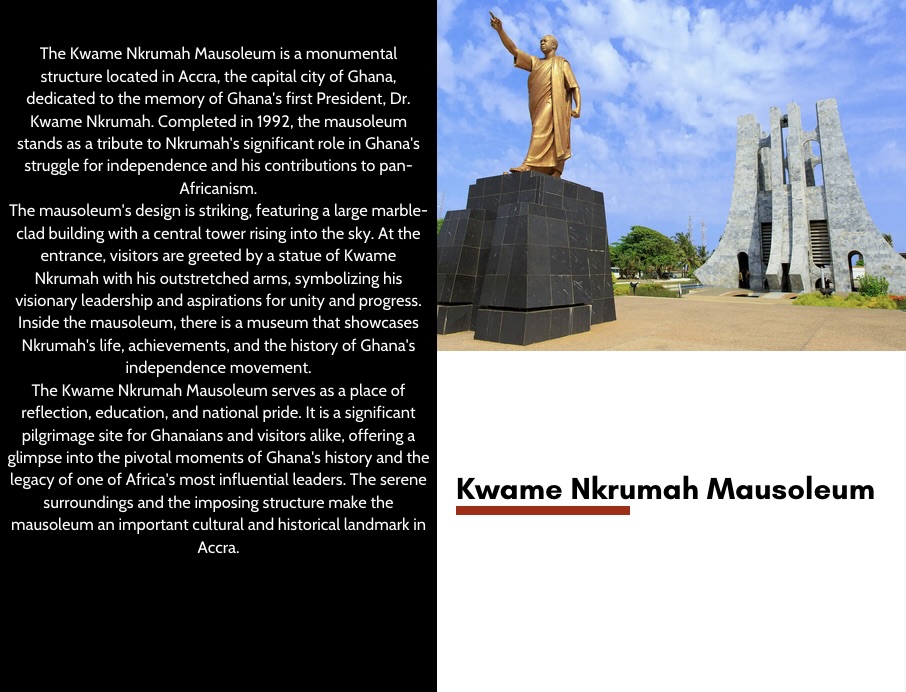 The Kwame Nkrumah Mausoleum is a monumental
structure located in Accra, the capital city of Ghana,
dedicated to the memory of Ghana's first President, Dr.
Kwame Nkrumah. Completed in 1992, the mausoleum
stands as a tribute to Nkrumah's significant role in Ghana's
struggle for independence and his contributions to pan-
Africanism.
The mausoleum's design is striking, featuring a large marble-
clad building with a central tower rising into the sky. At the
entrance, visitors are greeted by a statue of Kwame
Nkrumah with his outstretched arms, symbolizing his
visionary leadership and aspirations for unity and progress.
Inside the mausoleum, there is a museum that showcases
Nkrumah's life, achievements, and the history of Ghana's
independence movement.
The Kwame Nkrumah Mausoleum serves as a place of
reflection, education, and national pride. It is a significant
pilgrimage site for Ghanaians and visitors alike, offering a
glimpse into the pivotal moments of Ghana's history and the
legacy of one of Africa's most influential leaders. The serene
surroundings and the imposing structure make the
mausoleum an important cultural and historical landmark in
Accra.
Kwame Nkrumah Mausoleum